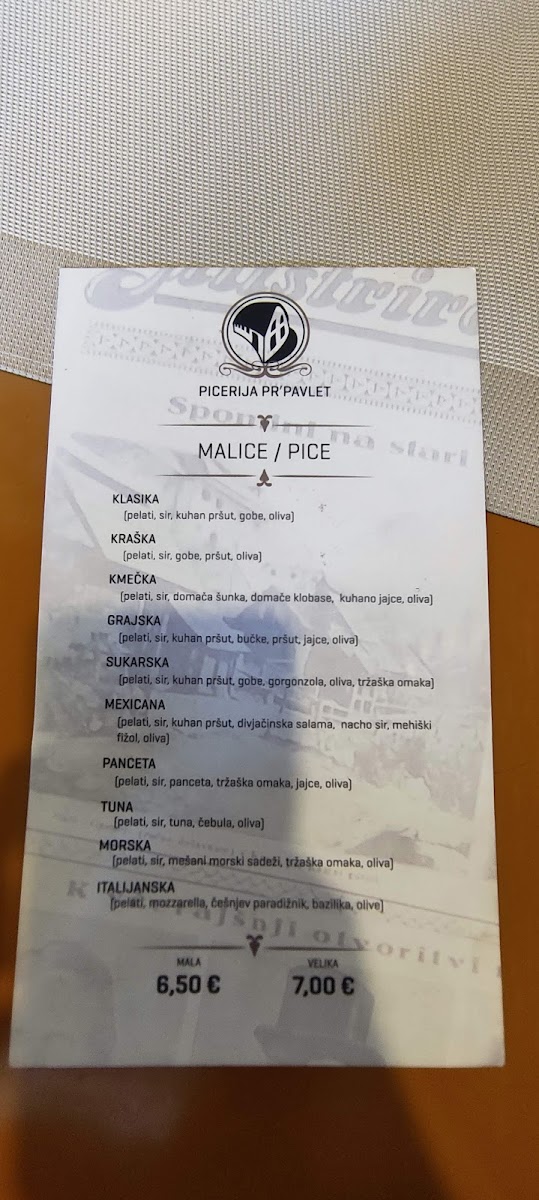 Ilustrira
PICERIJA PR'PAVLET
Spomini na stari
MALICE / PICE
KLASIKA
(pelati, sir, kuhan pršut, gobe, oliva)
KRAŠKA
(pelati, sir, gobe, pršut, oliva)
KMEČKA
(pelati, sir, domača šunka, domače klobase, kuhano jajce, oliva)
GRAJSKA
(pelati, sir, kuhan pršut, bučke, pršut, jajce, oliva)
SUKARSKA
(pelati, sir, kuhan pršut, gobe, gorgonzola, oliva, tržaška omaka)
MEXICANA
(pelati, sir, kuhan pršut, divjačinska salama, nacho sir, mehiški
fižol, oliva)
PANCETA
(pelati, sir, panceta, tržaška omaka, jajce, oliva)
TUNA
(pelati, sir, tuna, čebula, oliva)
MORSKA
(pelati, sir, mešani morski sadeži, tržaška omaka, oliva)
ITALIJANSKA
(pelati, mozzarella, češnjev paradižnik, bazilika, olive)
otvoritvi
MALA VELIKA
6,50 € 7,00 €